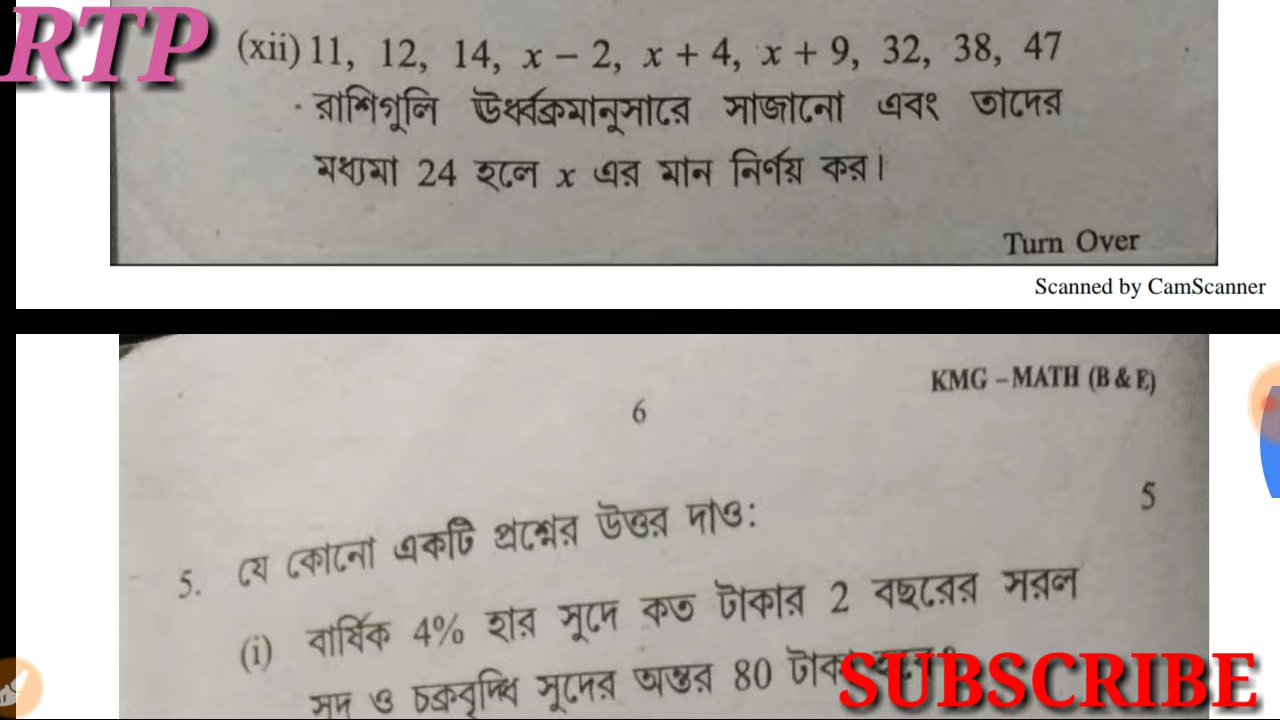 RTP
(xii) 11, 12, 14, x – 2, x + 4, x + 9, 32, 38, 47
রাশিগুলি ঊর্ধ্বক্রমানুসারে সাজানো এবং তাদের
মধ্যমা 24 হলে x এর মান নির্ণয় কর।
Turn Over
Scanned by CamScanner
KMG – MATH (B & E)
6
5
5. যে কোনো একটি প্রশ্নের উত্তর দাও:
(i) বার্ষিক 4% হার সুদে কত টাকার 2 বছরের সরল
সুদ ও চক্রবৃদ্ধি সুদের অন্তর 80
SUBSCRIBE